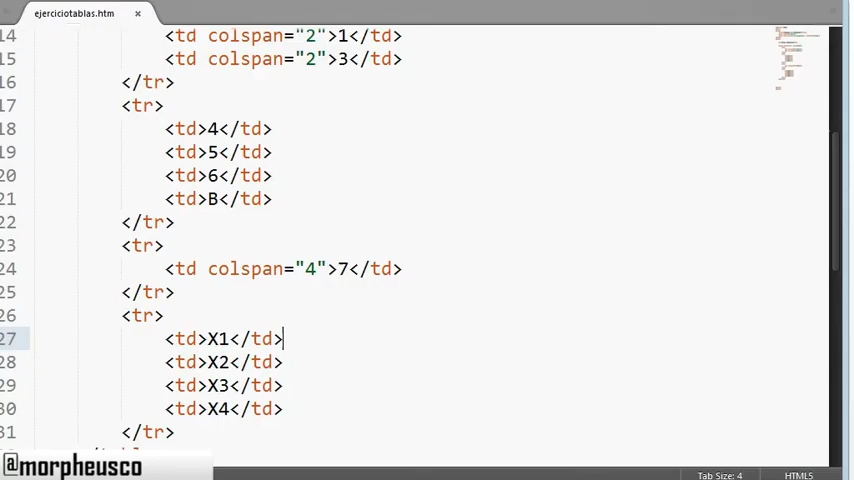 ejerciciotablas.htm ×
14 <td colspan="2">1</td>
15 <td colspan="2">3</td>
16 </tr>
17 <tr>
18 <td>4</td>
19 <td>5</td>
20 <td>6</td>
21 <td>B</td>
22 </tr>
23 <tr>
24 <td colspan="4">7</td>
25 </tr>
26 <tr>
27 <td>X1</td>
28 <td>X2</td>
29 <td>X3</td>
30 <td>X4</td>
31 </tr>
@morpheusco
Tab Size: 4 HTML5